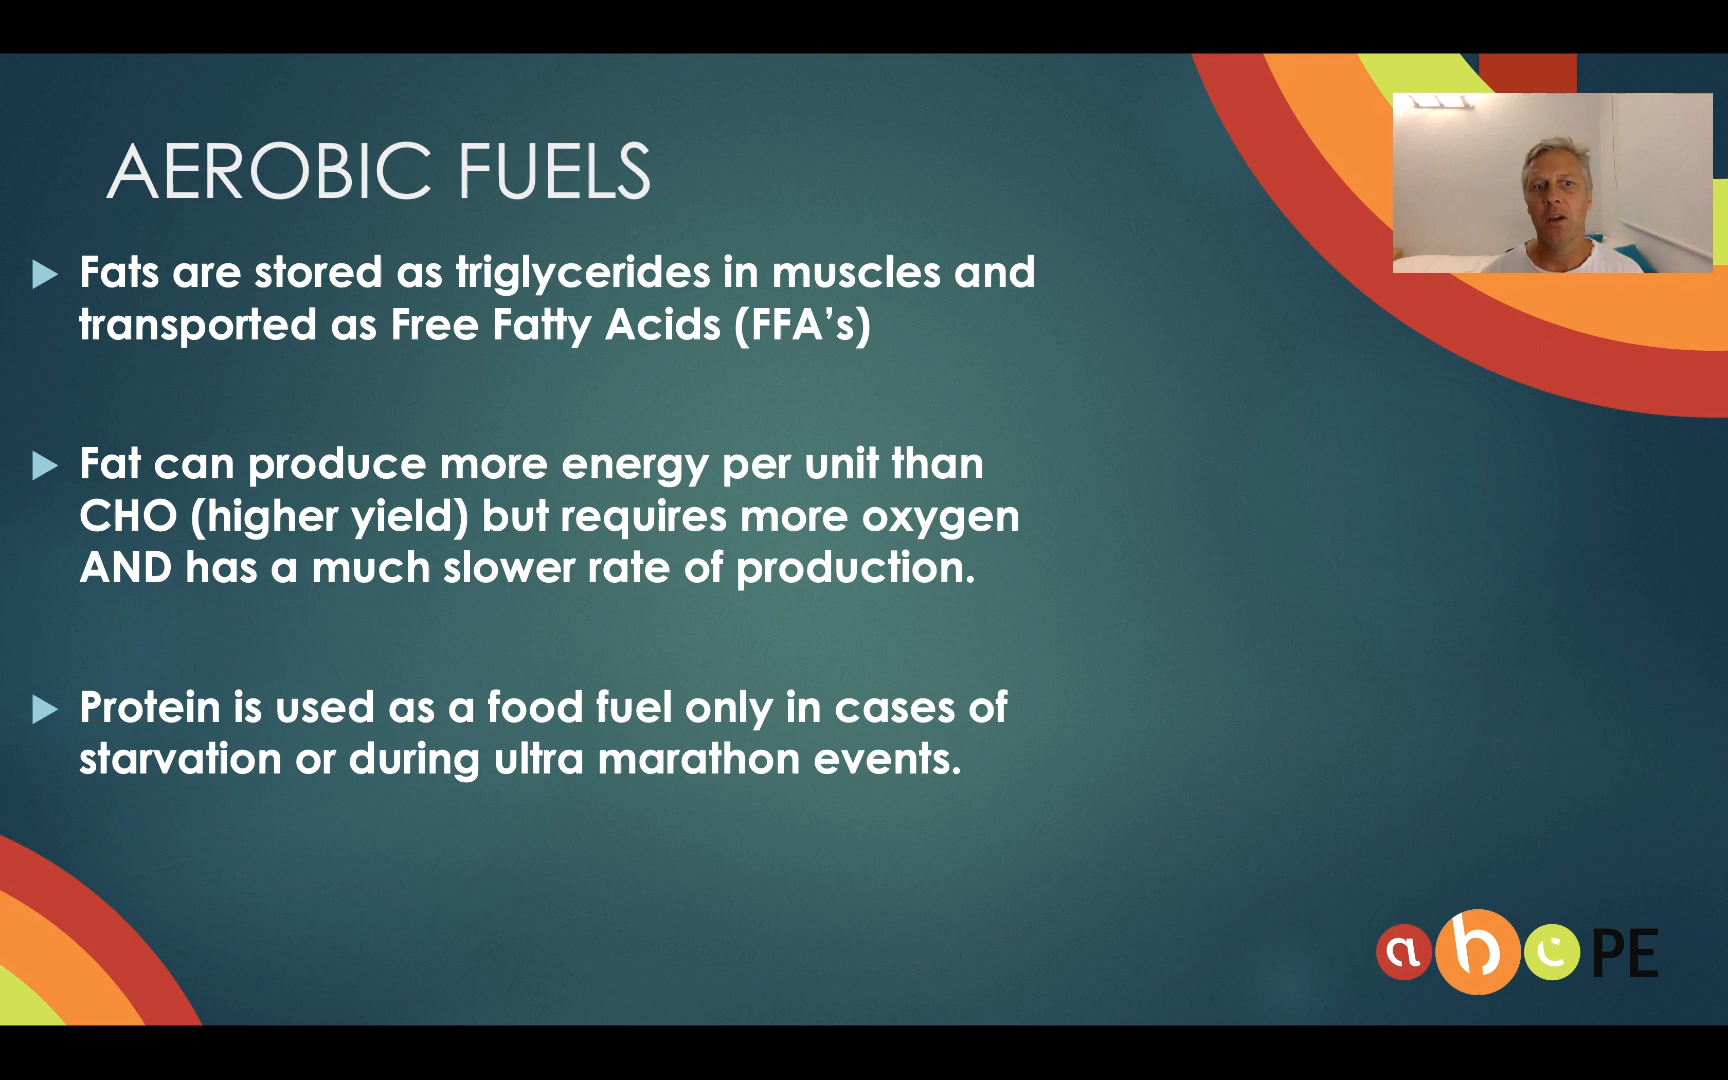 AEROBIC FUELS
Fats are stored as triglycerides in muscles and
transported as Free Fatty Acids (FFA’s)
Fat can produce more energy per unit than
CHO (higher yield) but requires more oxygen
AND has a much slower rate of production.
Protein is used as a food fuel only in cases of
starvation or during ultra marathon events.
abc PE